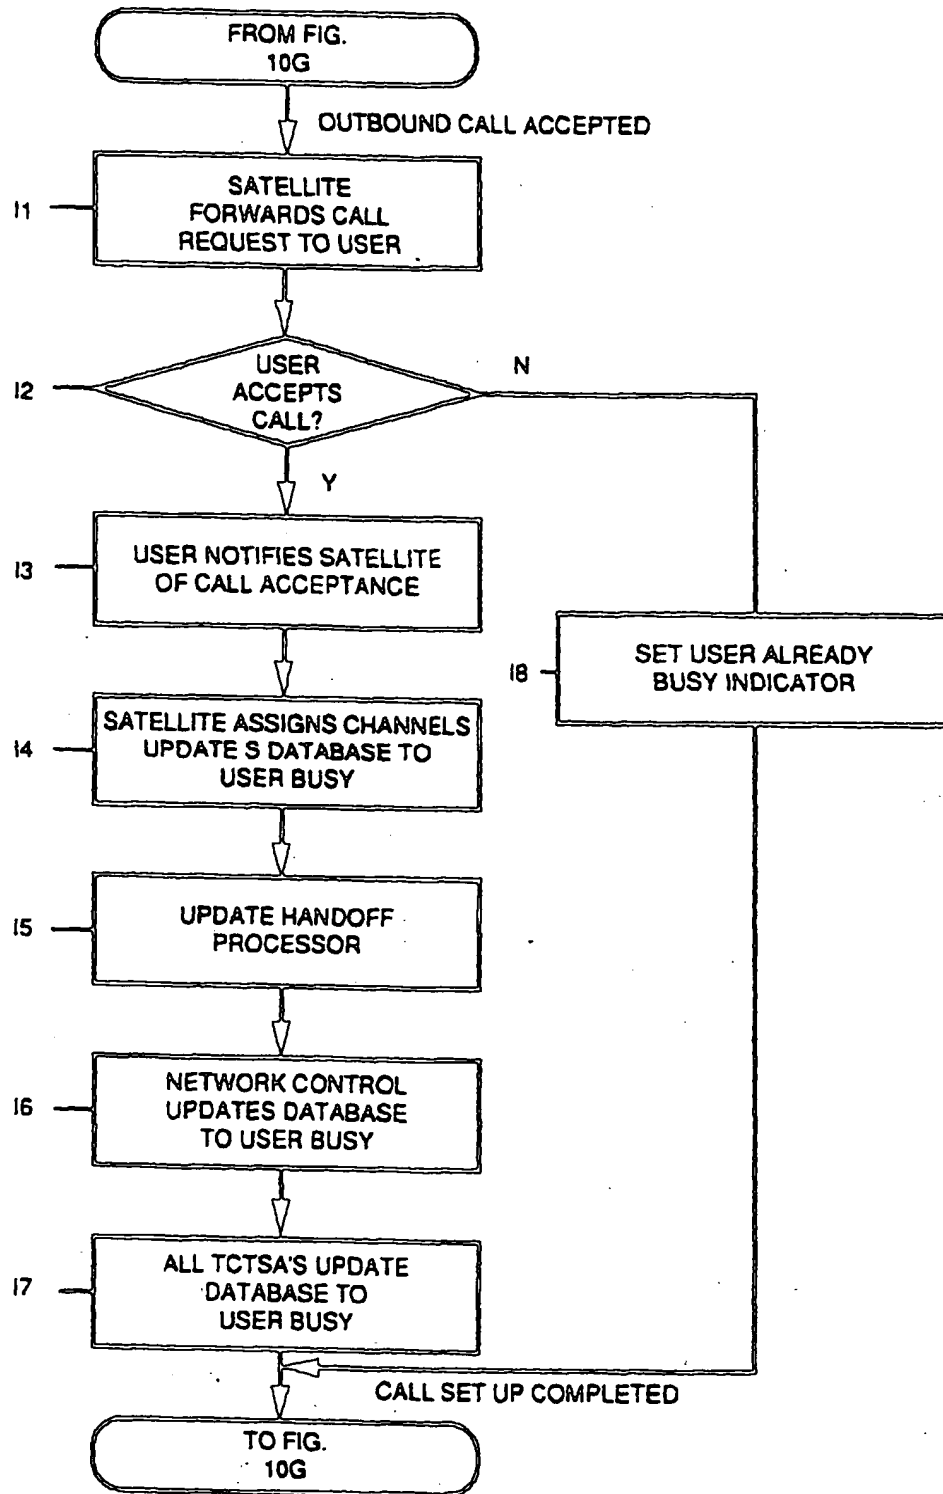 FROM FIG.
10G
OUTBOUND CALL ACCEPTED
I1
SATELLITE
FORWARDS CALL
REQUEST TO USER
I2
USER
ACCEPTS
CALL?
N
Y
I3
USER NOTIFIES SATELLITE
OF CALL ACCEPTANCE
I8
SET USER ALREADY
BUSY INDICATOR
I4
SATELLITE ASSIGNS CHANNELS
UPDATE S DATABASE TO
USER BUSY
I5
UPDATE HANDOFF
PROCESSOR
I6
NETWORK CONTROL
UPDATES DATABASE
TO USER BUSY
I7
ALL TCTSA'S UPDATE
DATABASE TO
USER BUSY
CALL SET UP COMPLETED
TO FIG.
10G